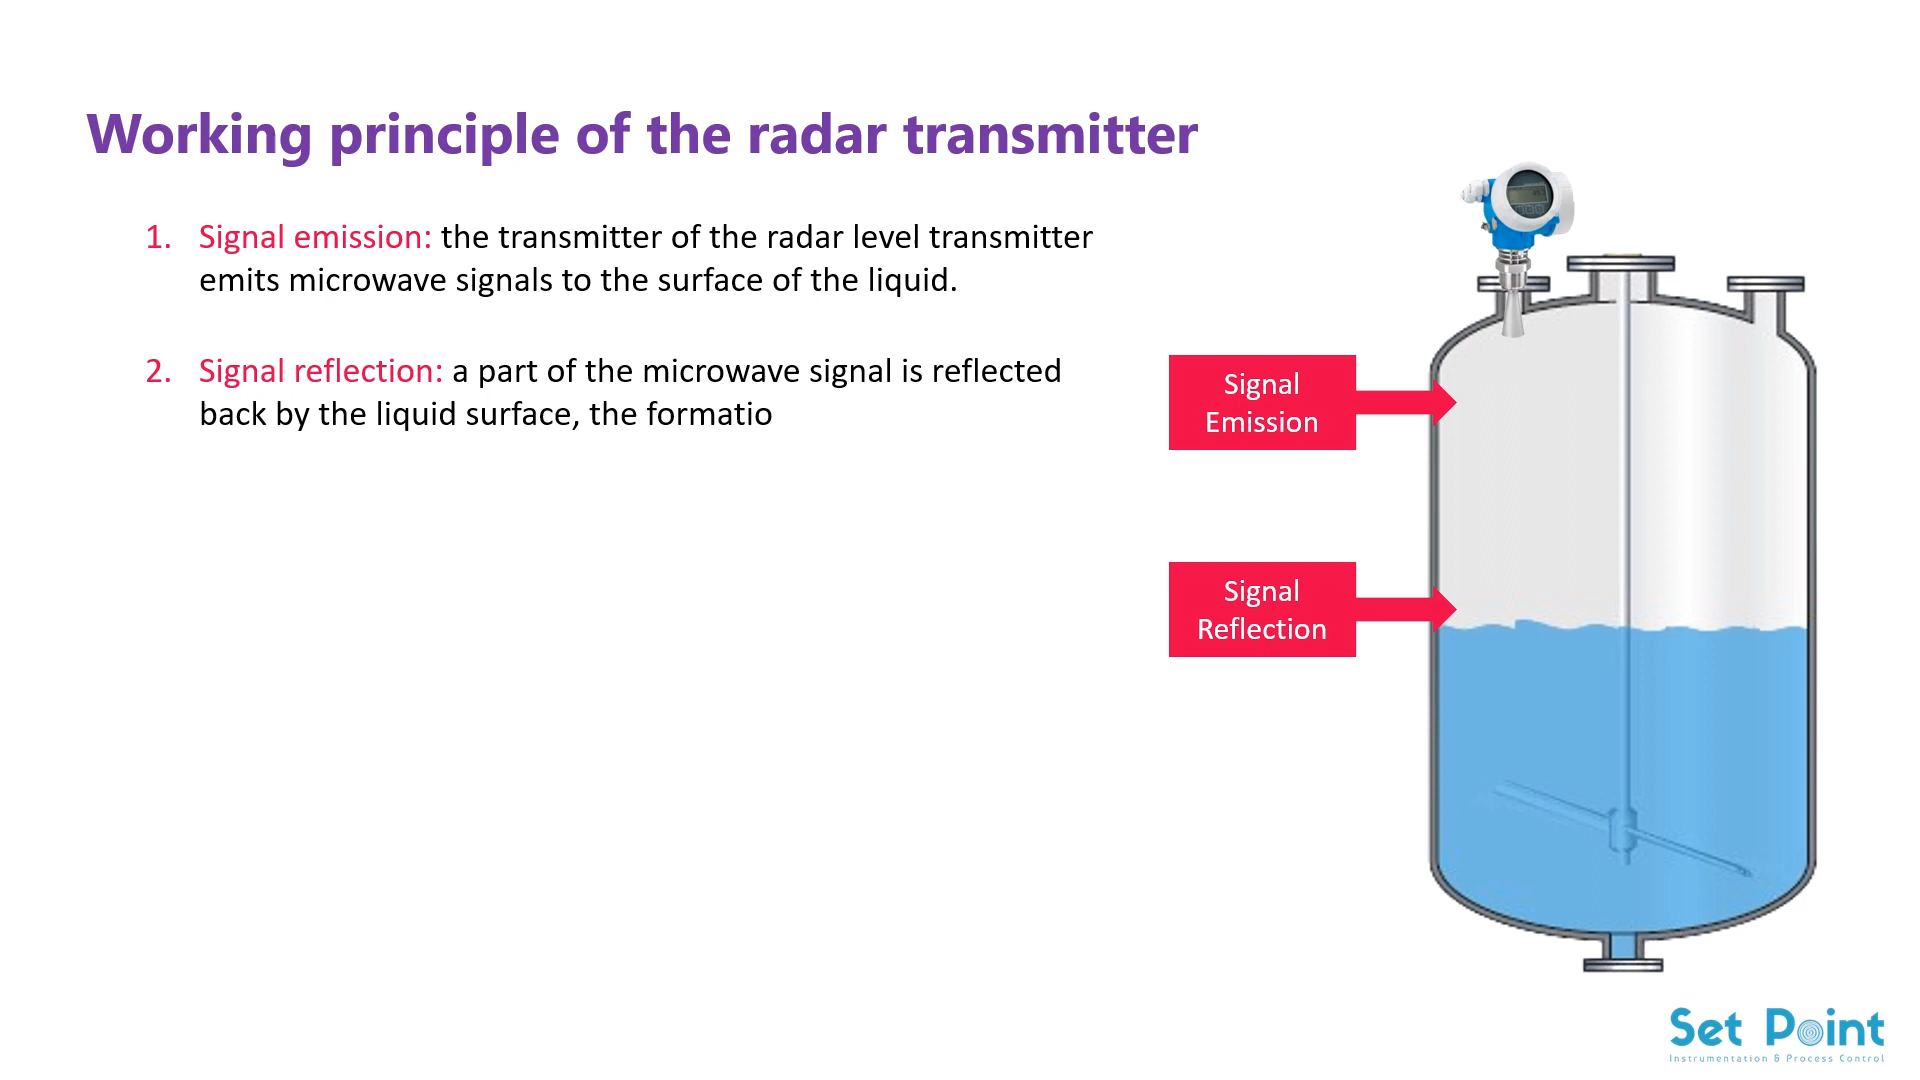 Working principle of the radar transmitter
1. Signal emission: the transmitter of the radar level transmitter
emits microwave signals to the surface of the liquid.
2. Signal reflection: a part of the microwave signal is reflected
back by the liquid surface, the formatio
Signal
Emission
Signal
Reflection
Set Point
Instrumentation & Process Control